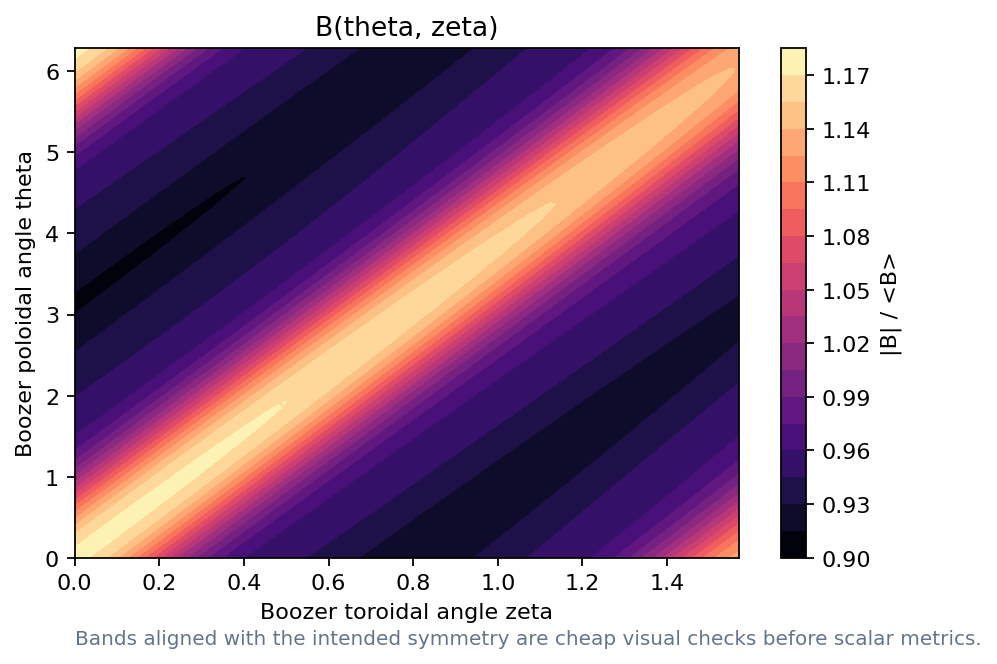 B(theta, zeta)
Boozer poloidal angle theta
6
5
4
3
2
1
0
0.0 0.2 0.4 0.6 0.8 1.0 1.2 1.4
Boozer toroidal angle zeta
1.17
1.14
1.11
1.08
1.05
1.02
0.99
0.96
0.93
0.90
|B| / <B>
Bands aligned with the intended symmetry are cheap visual checks before scalar metrics.